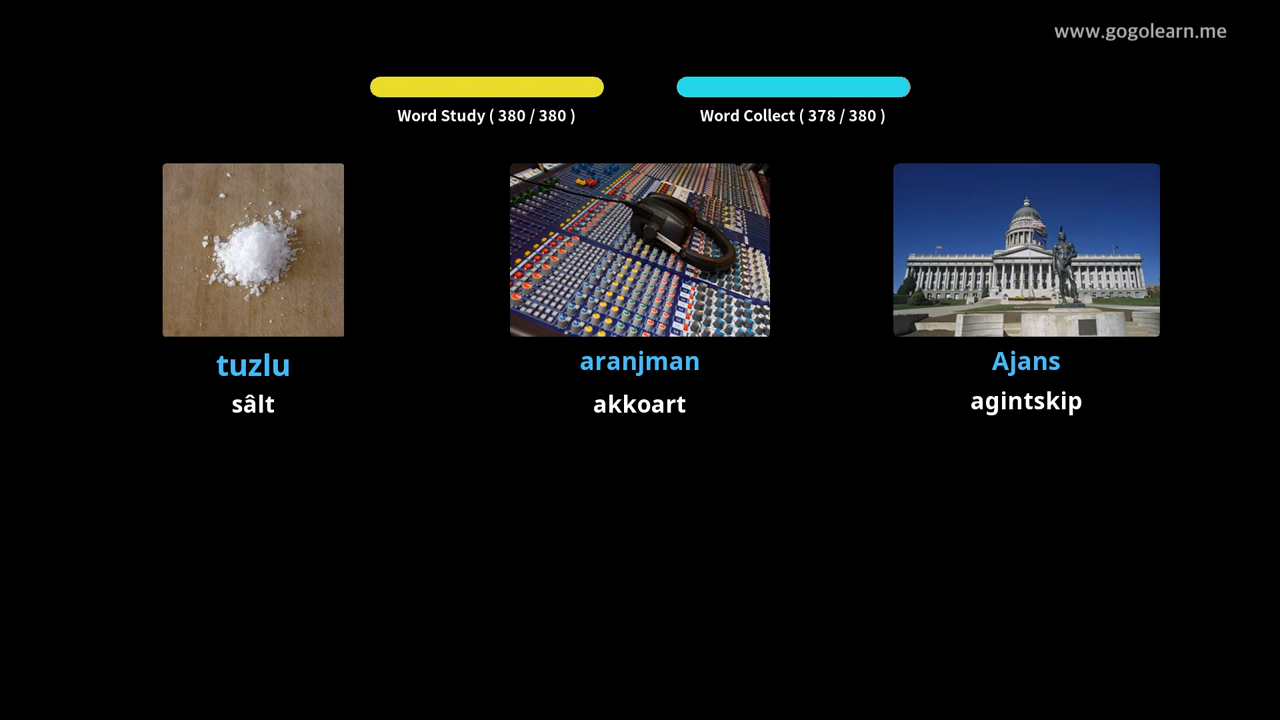 www.gogolearn.me
Word Study ( 380 / 380 )
Word Collect ( 378 / 380 )
tuzlu
sâlt
aranjman
akkoart
Ajans
agintskip